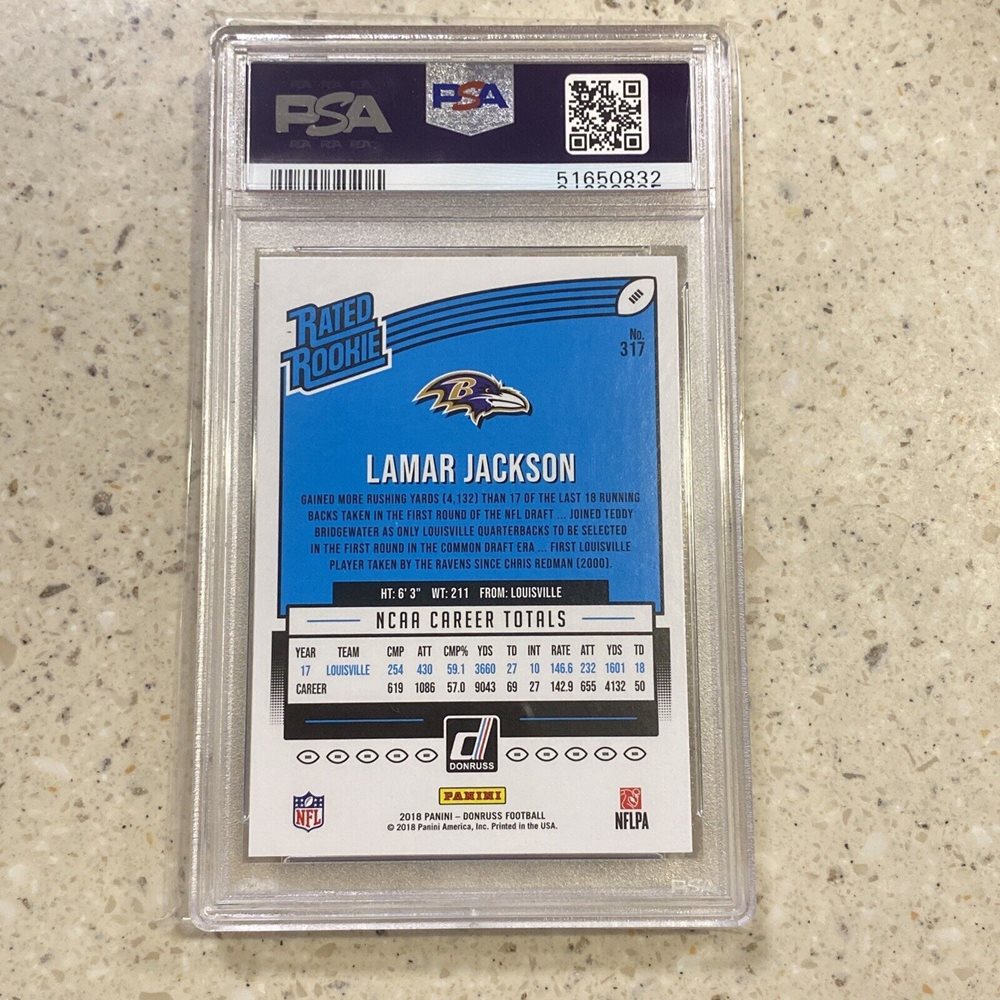 PSA
PSA
PSA PSA PSA
51650832
RATED
ROOKIE
No.
317
B
LAMAR JACKSON
GAINED MORE RUSHING YARDS (4,132) THAN 17 OF THE LAST 18 RUNNING
BACKS TAKEN IN THE FIRST ROUND OF THE NFL DRAFT ... JOINED TEDDY
BRIDGEWATER AS ONLY LOUISVILLE QUARTERBACKS TO BE SELECTED
IN THE FIRST ROUND IN THE COMMON DRAFT ERA ... FIRST LOUISVILLE
PLAYER TAKEN BY THE RAVENS SINCE CHRIS REDMAN (2000).
HT: 6' 3" WT: 211 FROM: LOUISVILLE
NCAA CAREER TOTALS
YEAR TEAM CMP ATT CMP% YDS TD INT RATE ATT YDS TD
17 LOUISVILLE 254 430 59.1 3660 27 10 146.6 232 1601 18
CAREER 619 1086 57.0 9043 69 27 142.9 655 4132 50
d
DONRUSS
PANINI
NFL
2018 PANINI – DONRUSS FOOTBALL
© 2018 Panini America, Inc. Printed in the USA.
NFLPA
PSA